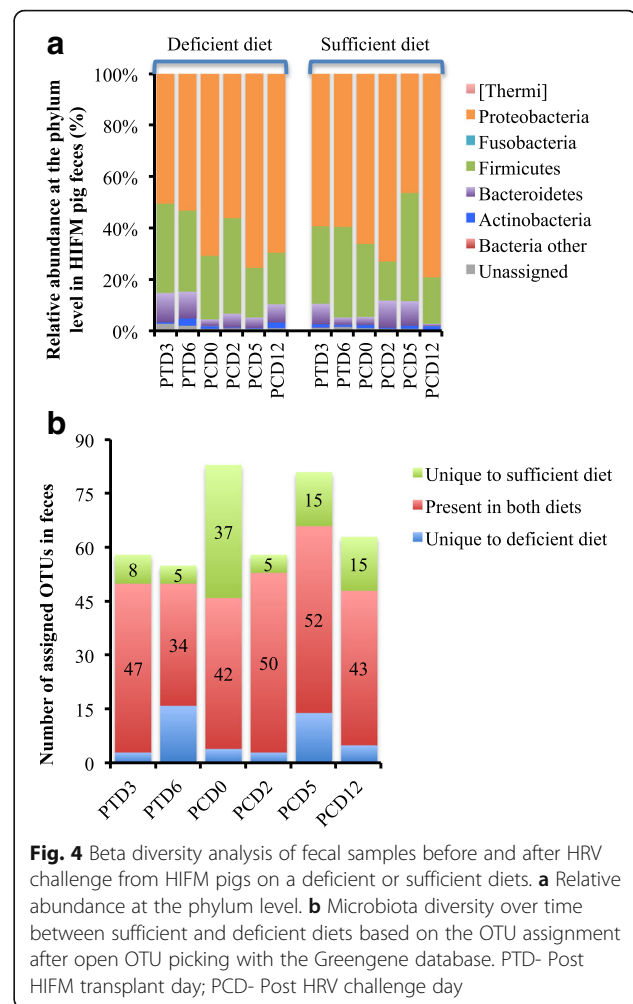 a
Deficient diet
Sufficient diet
Relative abundance at the phylum
level in HIFM pig feces (%)
100%
80%
60%
40%
20%
0%
PTD3
PTD6
PCD0
PCD2
PCD5
PCD12
PTD3
PTD6
PCD0
PCD2
PCD5
PCD12
[Thermi]
Proteobacteria
Fusobacteria
Firmicutes
Bacteroidetes
Actinobacteria
Bacteria other
Unassigned
b
Number of assigned OTUs in feces
90
75
60
45
30
15
0
8
47
5
34
37
42
5
50
15
52
15
43
PTD3
PTD6
PCD0
PCD2
PCD5
PCD12
Unique to sufficient diet
Present in both diets
Unique to deficient diet
Fig. 4 Beta diversity analysis of fecal samples before and after HRV
challenge from HIFM pigs on a deficient or sufficient diets. a Relative
abundance at the phylum level. b Microbiota diversity over time
between sufficient and deficient diets based on the OTU assignment
after open OTU picking with the Greengene database. PTD- Post
HIFM transplant day; PCD- Post HRV challenge day